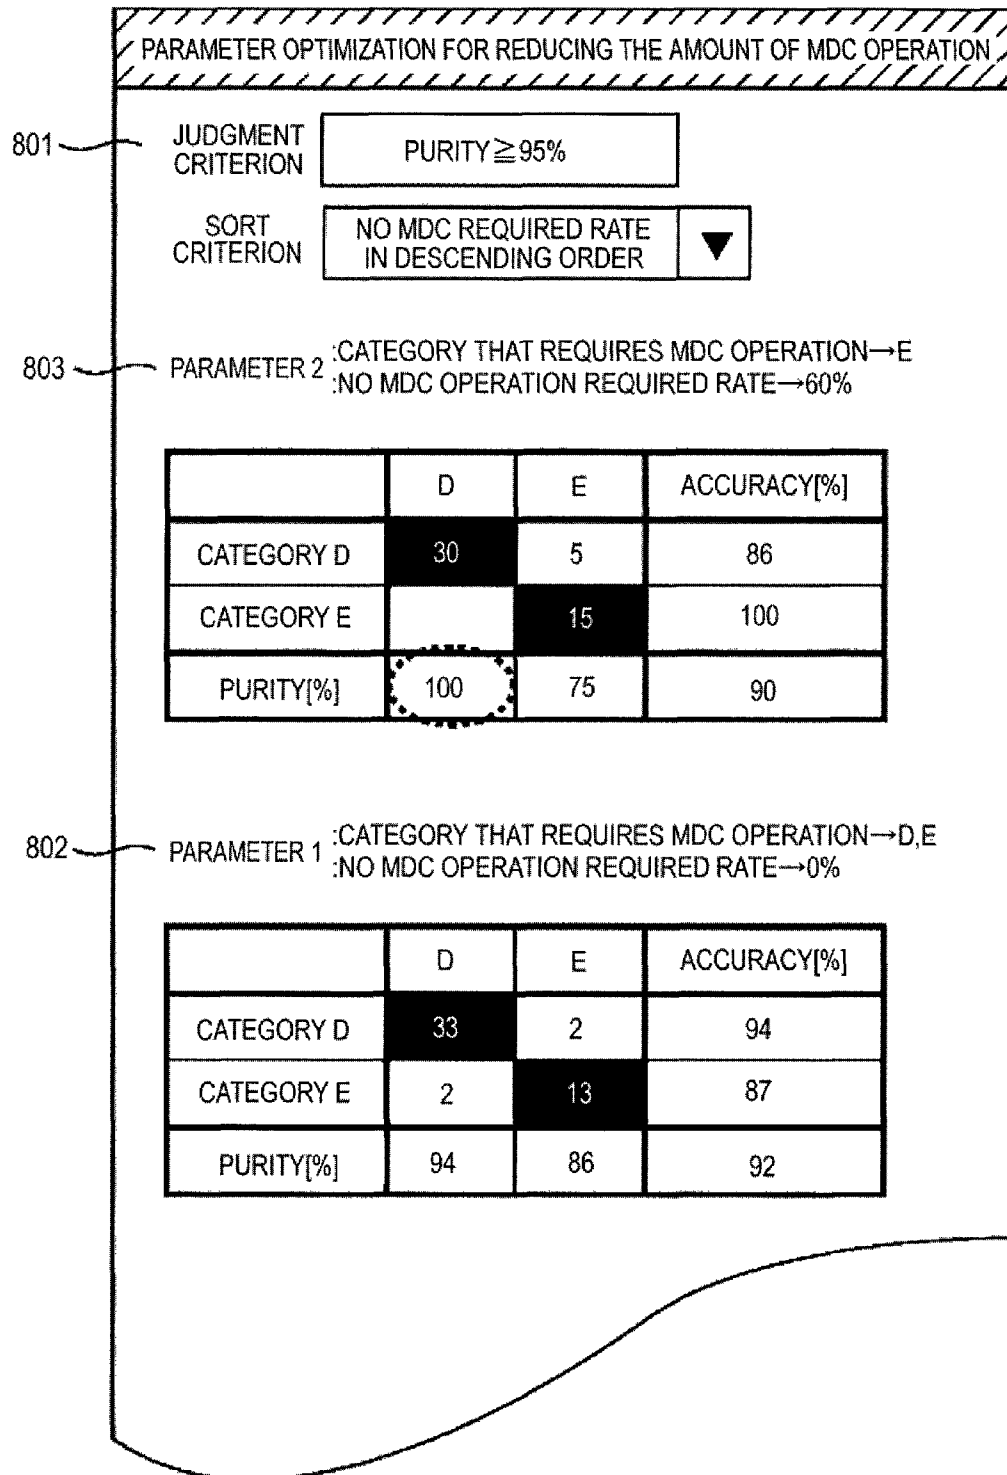 PARAMETER OPTIMIZATION FOR REDUCING THE AMOUNT OF MDC OPERATION
801
JUDGMENT
CRITERION
PURITY≧95%
SORT
CRITERION
NO MDC REQUIRED RATE
IN DESCENDING ORDER
▼
803
PARAMETER 2
:CATEGORY THAT REQUIRES MDC OPERATION→E
:NO MDC OPERATION REQUIRED RATE→60%
D E ACCURACY[%]
CATEGORY D 30 5 86
CATEGORY E 15 100
PURITY[%] 100 75 90
802
PARAMETER 1
:CATEGORY THAT REQUIRES MDC OPERATION→D,E
:NO MDC OPERATION REQUIRED RATE→0%
D E ACCURACY[%]
CATEGORY D 33 2 94
CATEGORY E 2 13 87
PURITY[%] 94 86 92